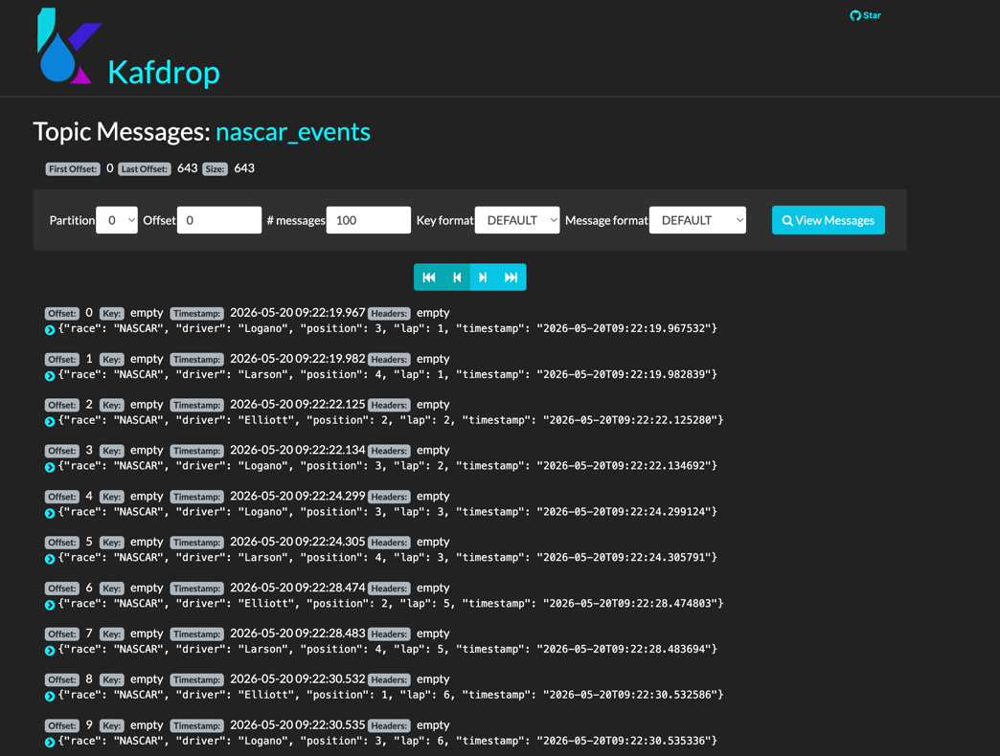 Star
Kafdrop
Topic Messages: nascar_events
First Offset: 0 Last Offset: 643 Size: 643
Partition 0 Offset 0 # messages 100 Key format DEFAULT Message format DEFAULT View Messages
Offset: 0 Key: empty Timestamp: 2026-05-20 09:22:19.967 Headers: empty
{"race": "NASCAR", "driver": "Logano", "position": 3, "lap": 1, "timestamp": "2026-05-20T09:22:19.967532"}
Offset: 1 Key: empty Timestamp: 2026-05-20 09:22:19.982 Headers: empty
{"race": "NASCAR", "driver": "Larson", "position": 4, "lap": 1, "timestamp": "2026-05-20T09:22:19.982839"}
Offset: 2 Key: empty Timestamp: 2026-05-20 09:22:22.125 Headers: empty
{"race": "NASCAR", "driver": "Elliott", "position": 2, "lap": 2, "timestamp": "2026-05-20T09:22:22.125280"}
Offset: 3 Key: empty Timestamp: 2026-05-20 09:22:22.134 Headers: empty
{"race": "NASCAR", "driver": "Logano", "position": 3, "lap": 2, "timestamp": "2026-05-20T09:22:22.134692"}
Offset: 4 Key: empty Timestamp: 2026-05-20 09:22:24.299 Headers: empty
{"race": "NASCAR", "driver": "Logano", "position": 3, "lap": 3, "timestamp": "2026-05-20T09:22:24.299124"}
Offset: 5 Key: empty Timestamp: 2026-05-20 09:22:24.305 Headers: empty
{"race": "NASCAR", "driver": "Larson", "position": 4, "lap": 3, "timestamp": "2026-05-20T09:22:24.305791"}
Offset: 6 Key: empty Timestamp: 2026-05-20 09:22:28.474 Headers: empty
{"race": "NASCAR", "driver": "Elliott", "position": 2, "lap": 5, "timestamp": "2026-05-20T09:22:28.474803"}
Offset: 7 Key: empty Timestamp: 2026-05-20 09:22:28.483 Headers: empty
{"race": "NASCAR", "driver": "Larson", "position": 4, "lap": 5, "timestamp": "2026-05-20T09:22:28.483694"}
Offset: 8 Key: empty Timestamp: 2026-05-20 09:22:30.532 Headers: empty
{"race": "NASCAR", "driver": "Elliott", "position": 1, "lap": 6, "timestamp": "2026-05-20T09:22:30.532586"}
Offset: 9 Key: empty Timestamp: 2026-05-20 09:22:30.535 Headers: empty
{"race": "NASCAR", "driver": "Logano", "position": 3, "lap": 6, "timestamp": "2026-05-20T09:22:30.535336"}